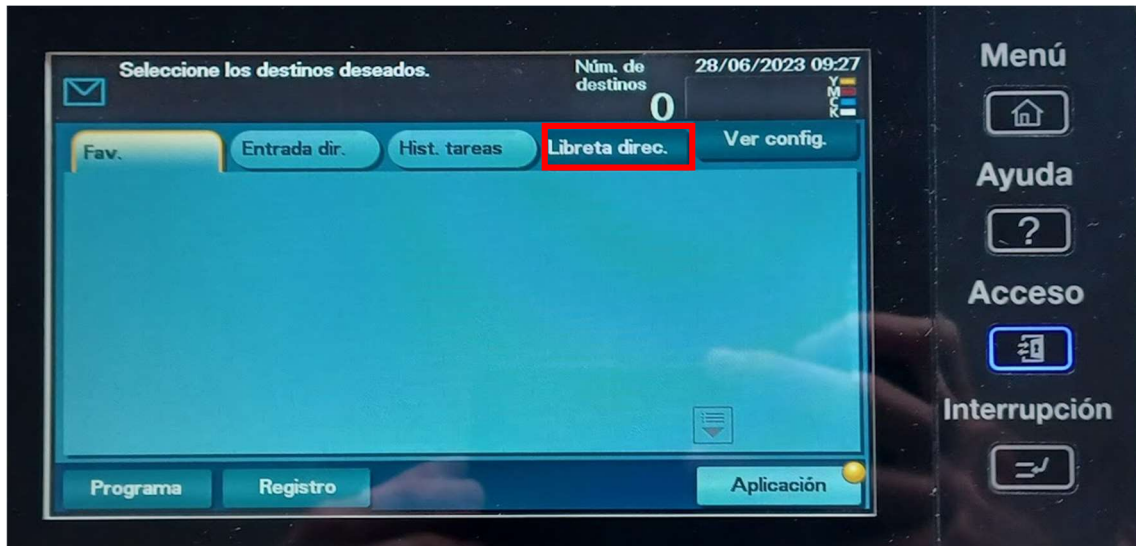 Seleccione los destinos deseados.
Núm. de
destinos
0
28/06/2023 09:27
Y
M
C
K
Fav.
Entrada dir.
Hist. tareas
Libreta direc.
Ver config.
Programa
Registro
Aplicación
Menú
Ayuda
?
Acceso
Interrupción